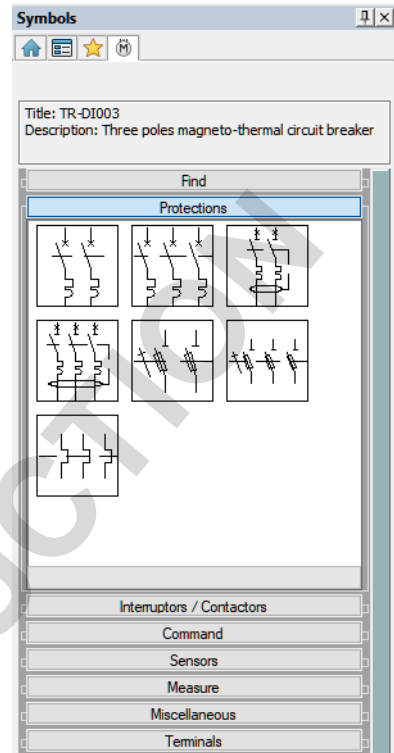 Symbols
Title: TR-DI003
Description: Three poles magneto-thermal circuit breaker
Find
Protections
Interruptors / Contactors
Command
Sensors
Measure
Miscellaneous
Terminals